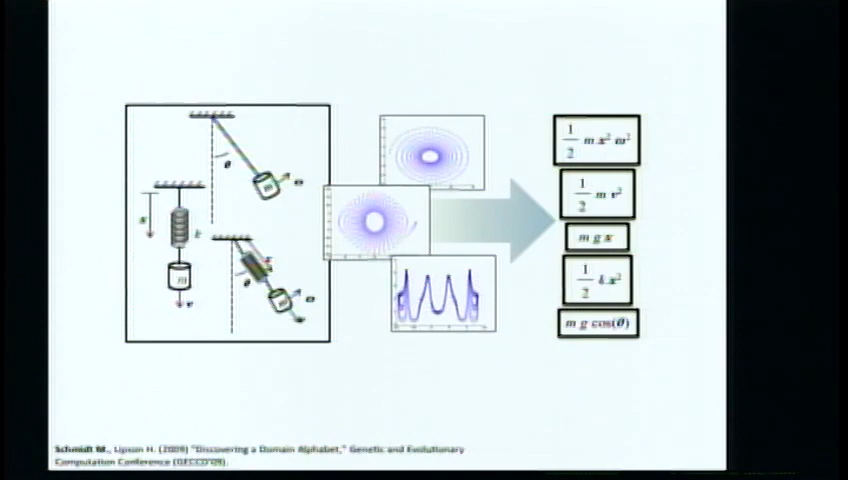 θ
m
ω
x
k
m
v
x
θ
m
ω
v
1/2 m x² ω²
1/2 m v²
m g x
1/2 k x²
m g cos(θ)
Schmidt M., Lipson H. (2009) "Discovering a Domain Alphabet," Genetic and Evolutionary
Computation Conference (GECCO'09).